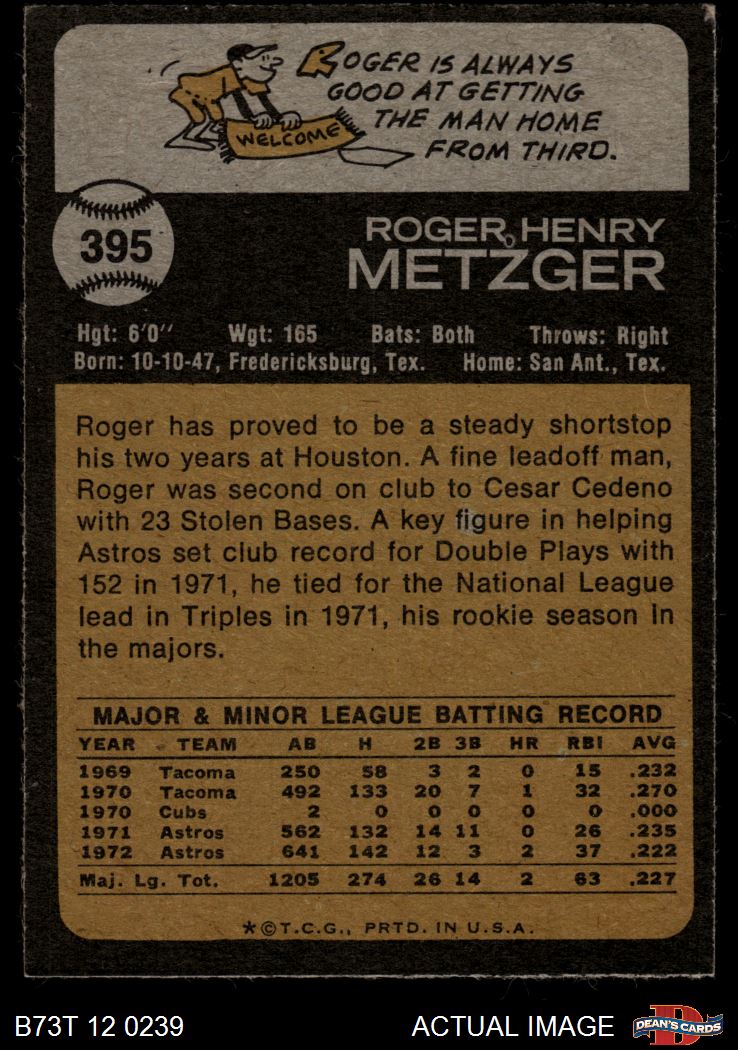 ROGER IS ALWAYS
GOOD AT GETTING
THE MAN HOME
FROM THIRD.
WELCOME
395
ROGER HENRY
METZGER
Hgt: 6'0" Wgt: 165 Bats: Both Throws: Right
Born: 10-10-47, Fredericksburg, Tex. Home: San Ant., Tex.
Roger has proved to be a steady shortstop
his two years at Houston. A fine leadoff man,
Roger was second on club to Cesar Cedeno
with 23 Stolen Bases. A key figure in helping
Astros set club record for Double Plays with
152 in 1971, he tied for the National League
lead in Triples in 1971, his rookie season in
the majors.
MAJOR & MINOR LEAGUE BATTING RECORD
YEAR TEAM AB H 2B 3B HR RBI AVG
1969 Tacoma 250 58 3 2 0 15 .232
1970 Tacoma 492 133 20 7 1 32 .270
1970 Cubs 2 0 0 0 0 0 .000
1971 Astros 562 132 14 11 0 26 .235
1972 Astros 641 142 12 3 2 37 .222
Maj. Lg. Tot. 1205 274 26 14 2 63 .227
*©T.C.G., PRTD. IN U.S.A.
B73T 12 0239 ACTUAL IMAGE D DEAN'S CARDS